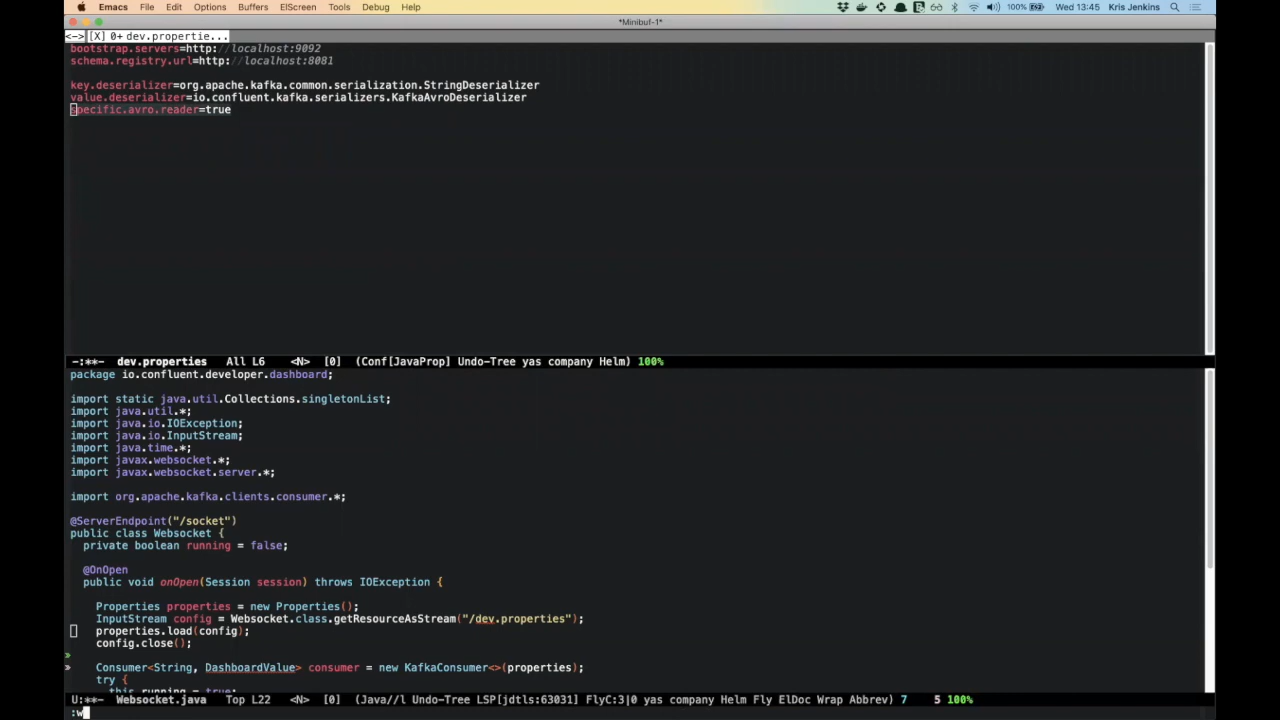 Emacs File Edit Options Buffers ElScreen Tools Debug Help 100% Wed 13:45 Kris Jenkins
*Minibuf-1*
<-> [X] 0+ dev.propertie...
bootstrap.servers=http://localhost:9092
schema.registry.url=http://localhost:8081
key.deserializer=org.apache.kafka.common.serialization.StringDeserializer
value.deserializer=io.confluent.kafka.serializers.KafkaAvroDeserializer
specific.avro.reader=true
-:**- dev.properties All L6 <N> [0] (Conf[JavaProp] Undo-Tree yas company Helm) 100%
package io.confluent.developer.dashboard;
import static java.util.Collections.singletonList;
import java.util.*;
import java.io.IOException;
import java.io.InputStream;
import java.time.*;
import javax.websocket.*;
import javax.websocket.server.*;
import org.apache.kafka.clients.consumer.*;
@ServerEndpoint("/socket")
public class Websocket {
private boolean running = false;
@OnOpen
public void onOpen(Session session) throws IOException {
Properties properties = new Properties();
InputStream config = Websocket.class.getResourceAsStream("/dev.properties");
properties.load(config);
config.close();
»
» Consumer<String, DashboardValue> consumer = new KafkaConsumer<>(properties);
try {
this.running = true;
U:**- Websocket.java Top L22 <N> [0] (Java//l Undo-Tree LSP[jdtls:63031] FlyC:3|0 yas company Helm Fly ElDoc Wrap Abbrev) 7 5 100%
:w